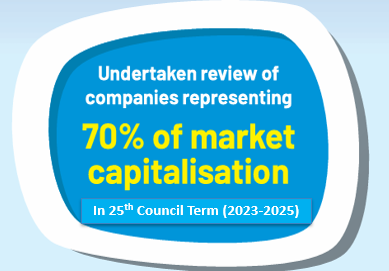 Undertaken review of
companies representing
70% of market
capitalisation
In 25th Council Term (2023-2025)